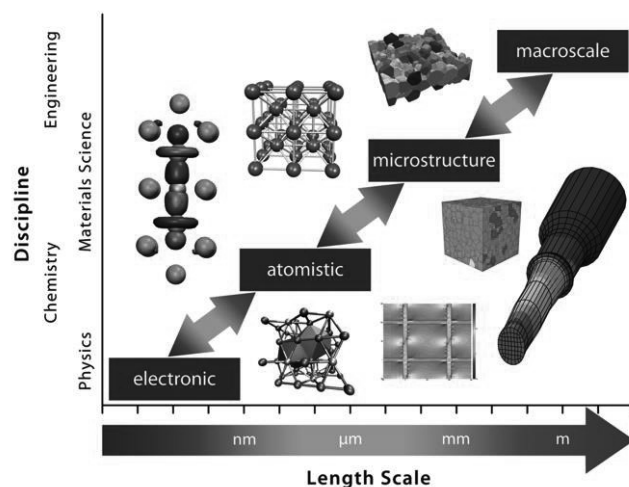 Discipline
Engineering
Materials Science
Chemistry
Physics
macroscale
microstructure
atomistic
electronic
nm
μm
mm
m
Length Scale